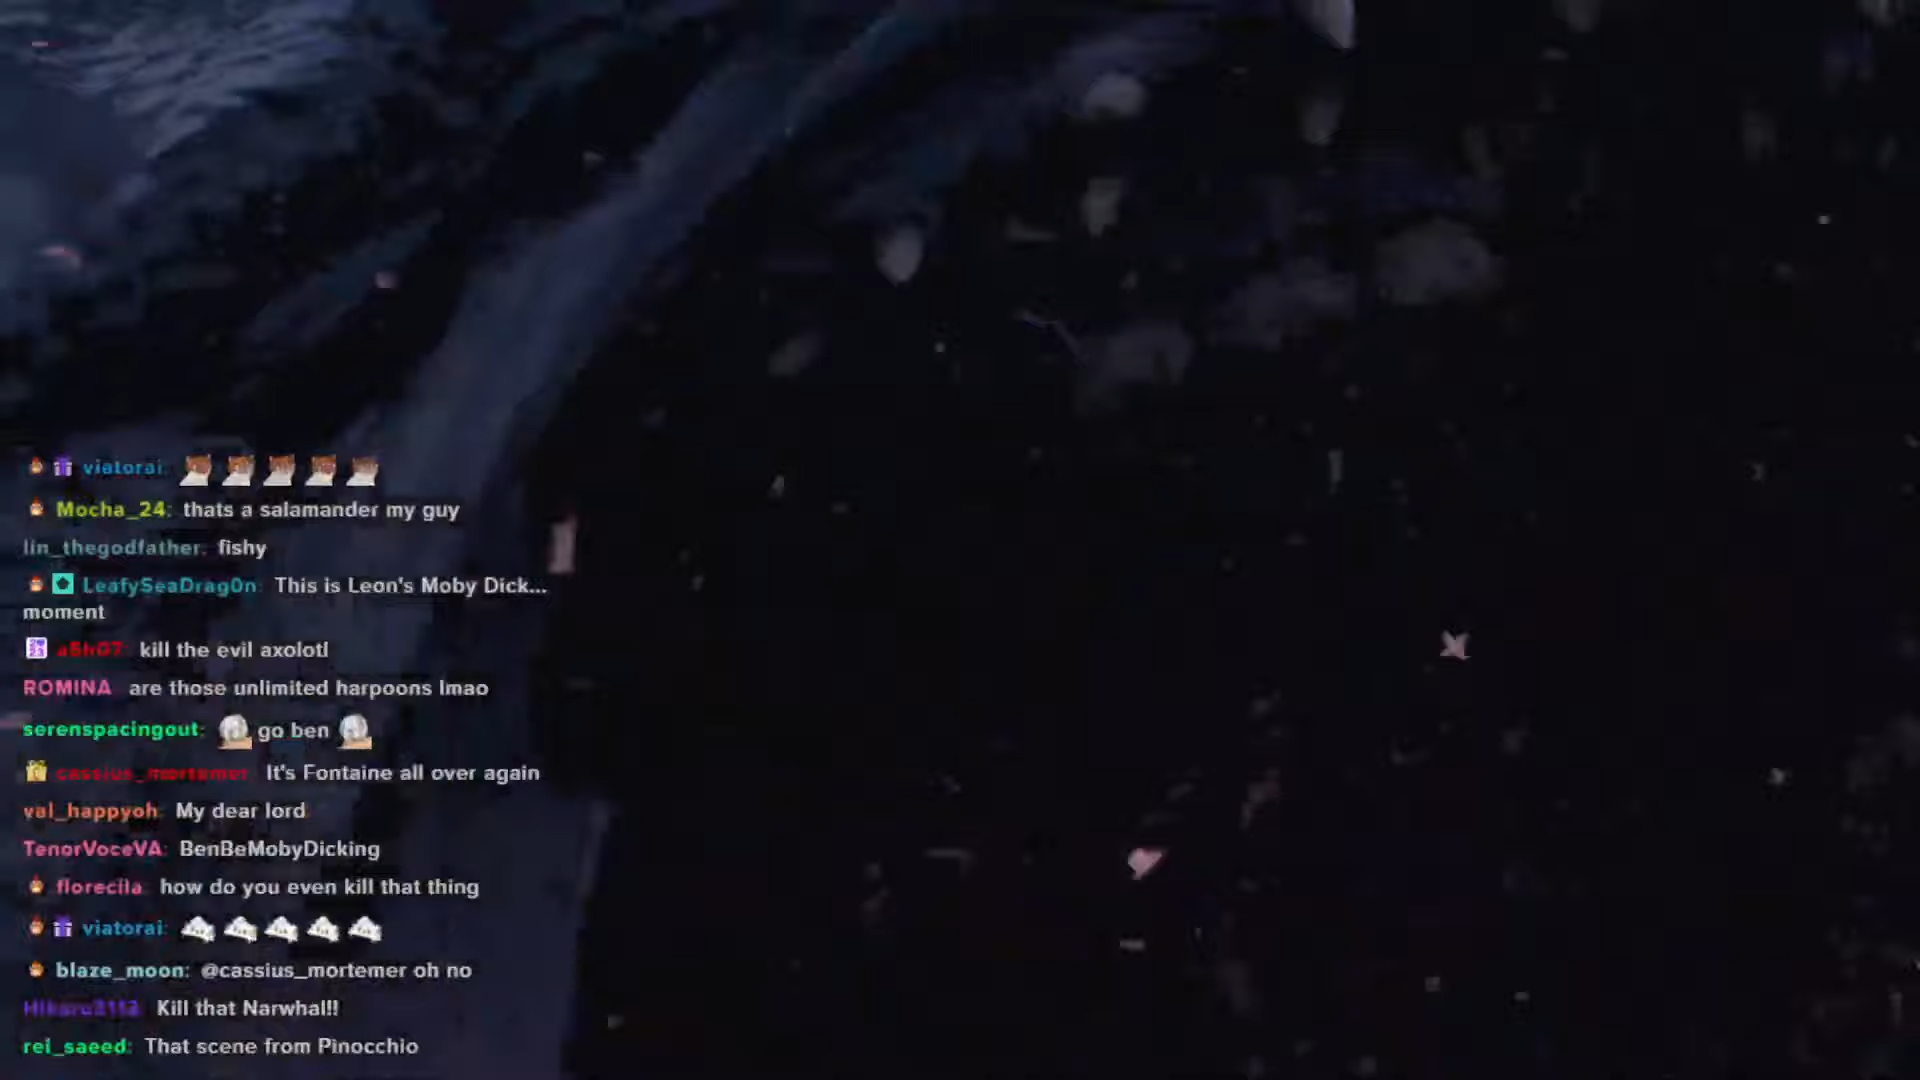 viatorai:
Mocha_24: thats a salamander my guy
lin_thegodfather: fishy
LeafySeaDrag0n: This is Leon's Moby Dick...
moment
a5h07: kill the evil axolotl
ROMINA: are those unlimited harpoons lmao
serenspacingout: go ben
cassius_mortemer: It's Fontaine all over again
val_happyoh: My dear lord
TenorVoceVA: BenBeMobyDicking
florecila: how do you even kill that thing
viatorai:
blaze_moon: @cassius_mortemer oh no
Kill that Narwhal!!
rei_saeed: That scene from Pinocchio